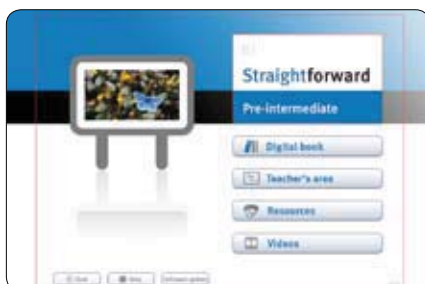 Straightforward
Pre-intermediate
Digital book
Teacher's area
Resources
Videos